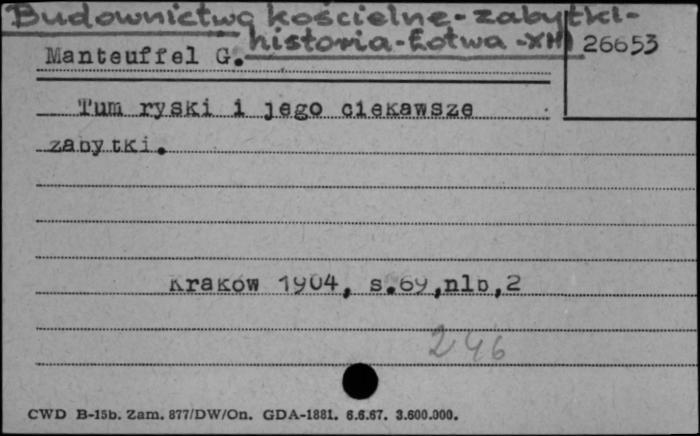 Budownictwo kościelne-zabytki-
historia-Łotwa-XIII
26653
Manteuffel G.
Tum ryski i jego ciekawsze
zabytki.
Kraków 1904, s.69,nlb,2
246
CWD B-15b. Zam. 877/DW/On. GDA-1881. 6.6.67. 3.600.000.